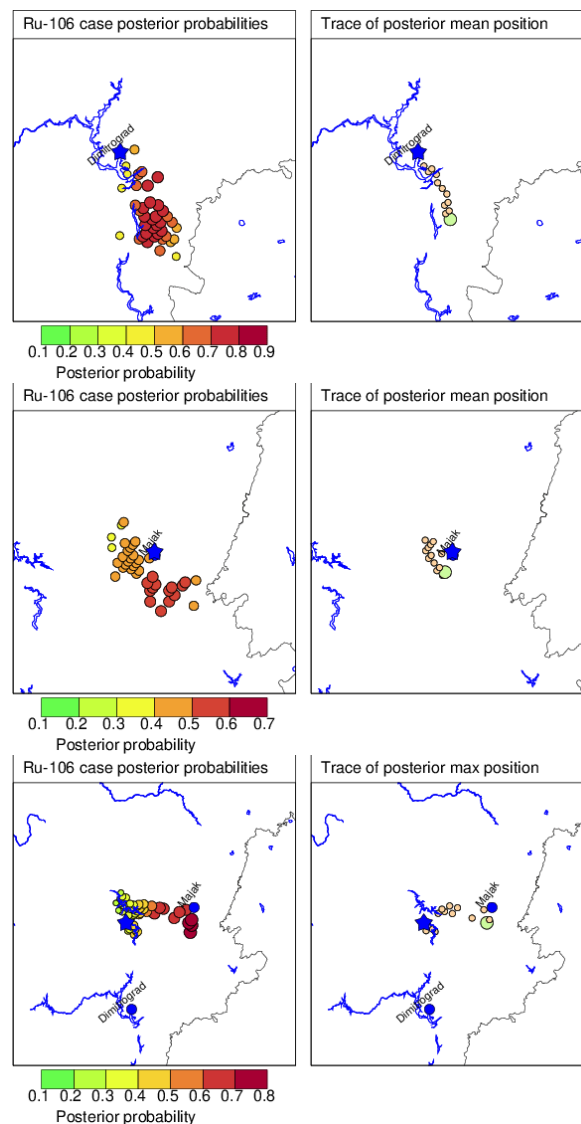 Ru-106 case posterior probabilities
Trace of posterior mean position
Dimitrograd
Dimitrograd
0.1 0.2 0.3 0.4 0.5 0.6 0.7 0.8 0.9
Posterior probability
Ru-106 case posterior probabilities
Trace of posterior mean position
Majak
Majak
0.1 0.2 0.3 0.4 0.5 0.6 0.7
Posterior probability
Ru-106 case posterior probabilities
Trace of posterior max position
Majak
Majak
Dimitrograd
Dimitrograd
0.1 0.2 0.3 0.4 0.5 0.6 0.7 0.8
Posterior probability